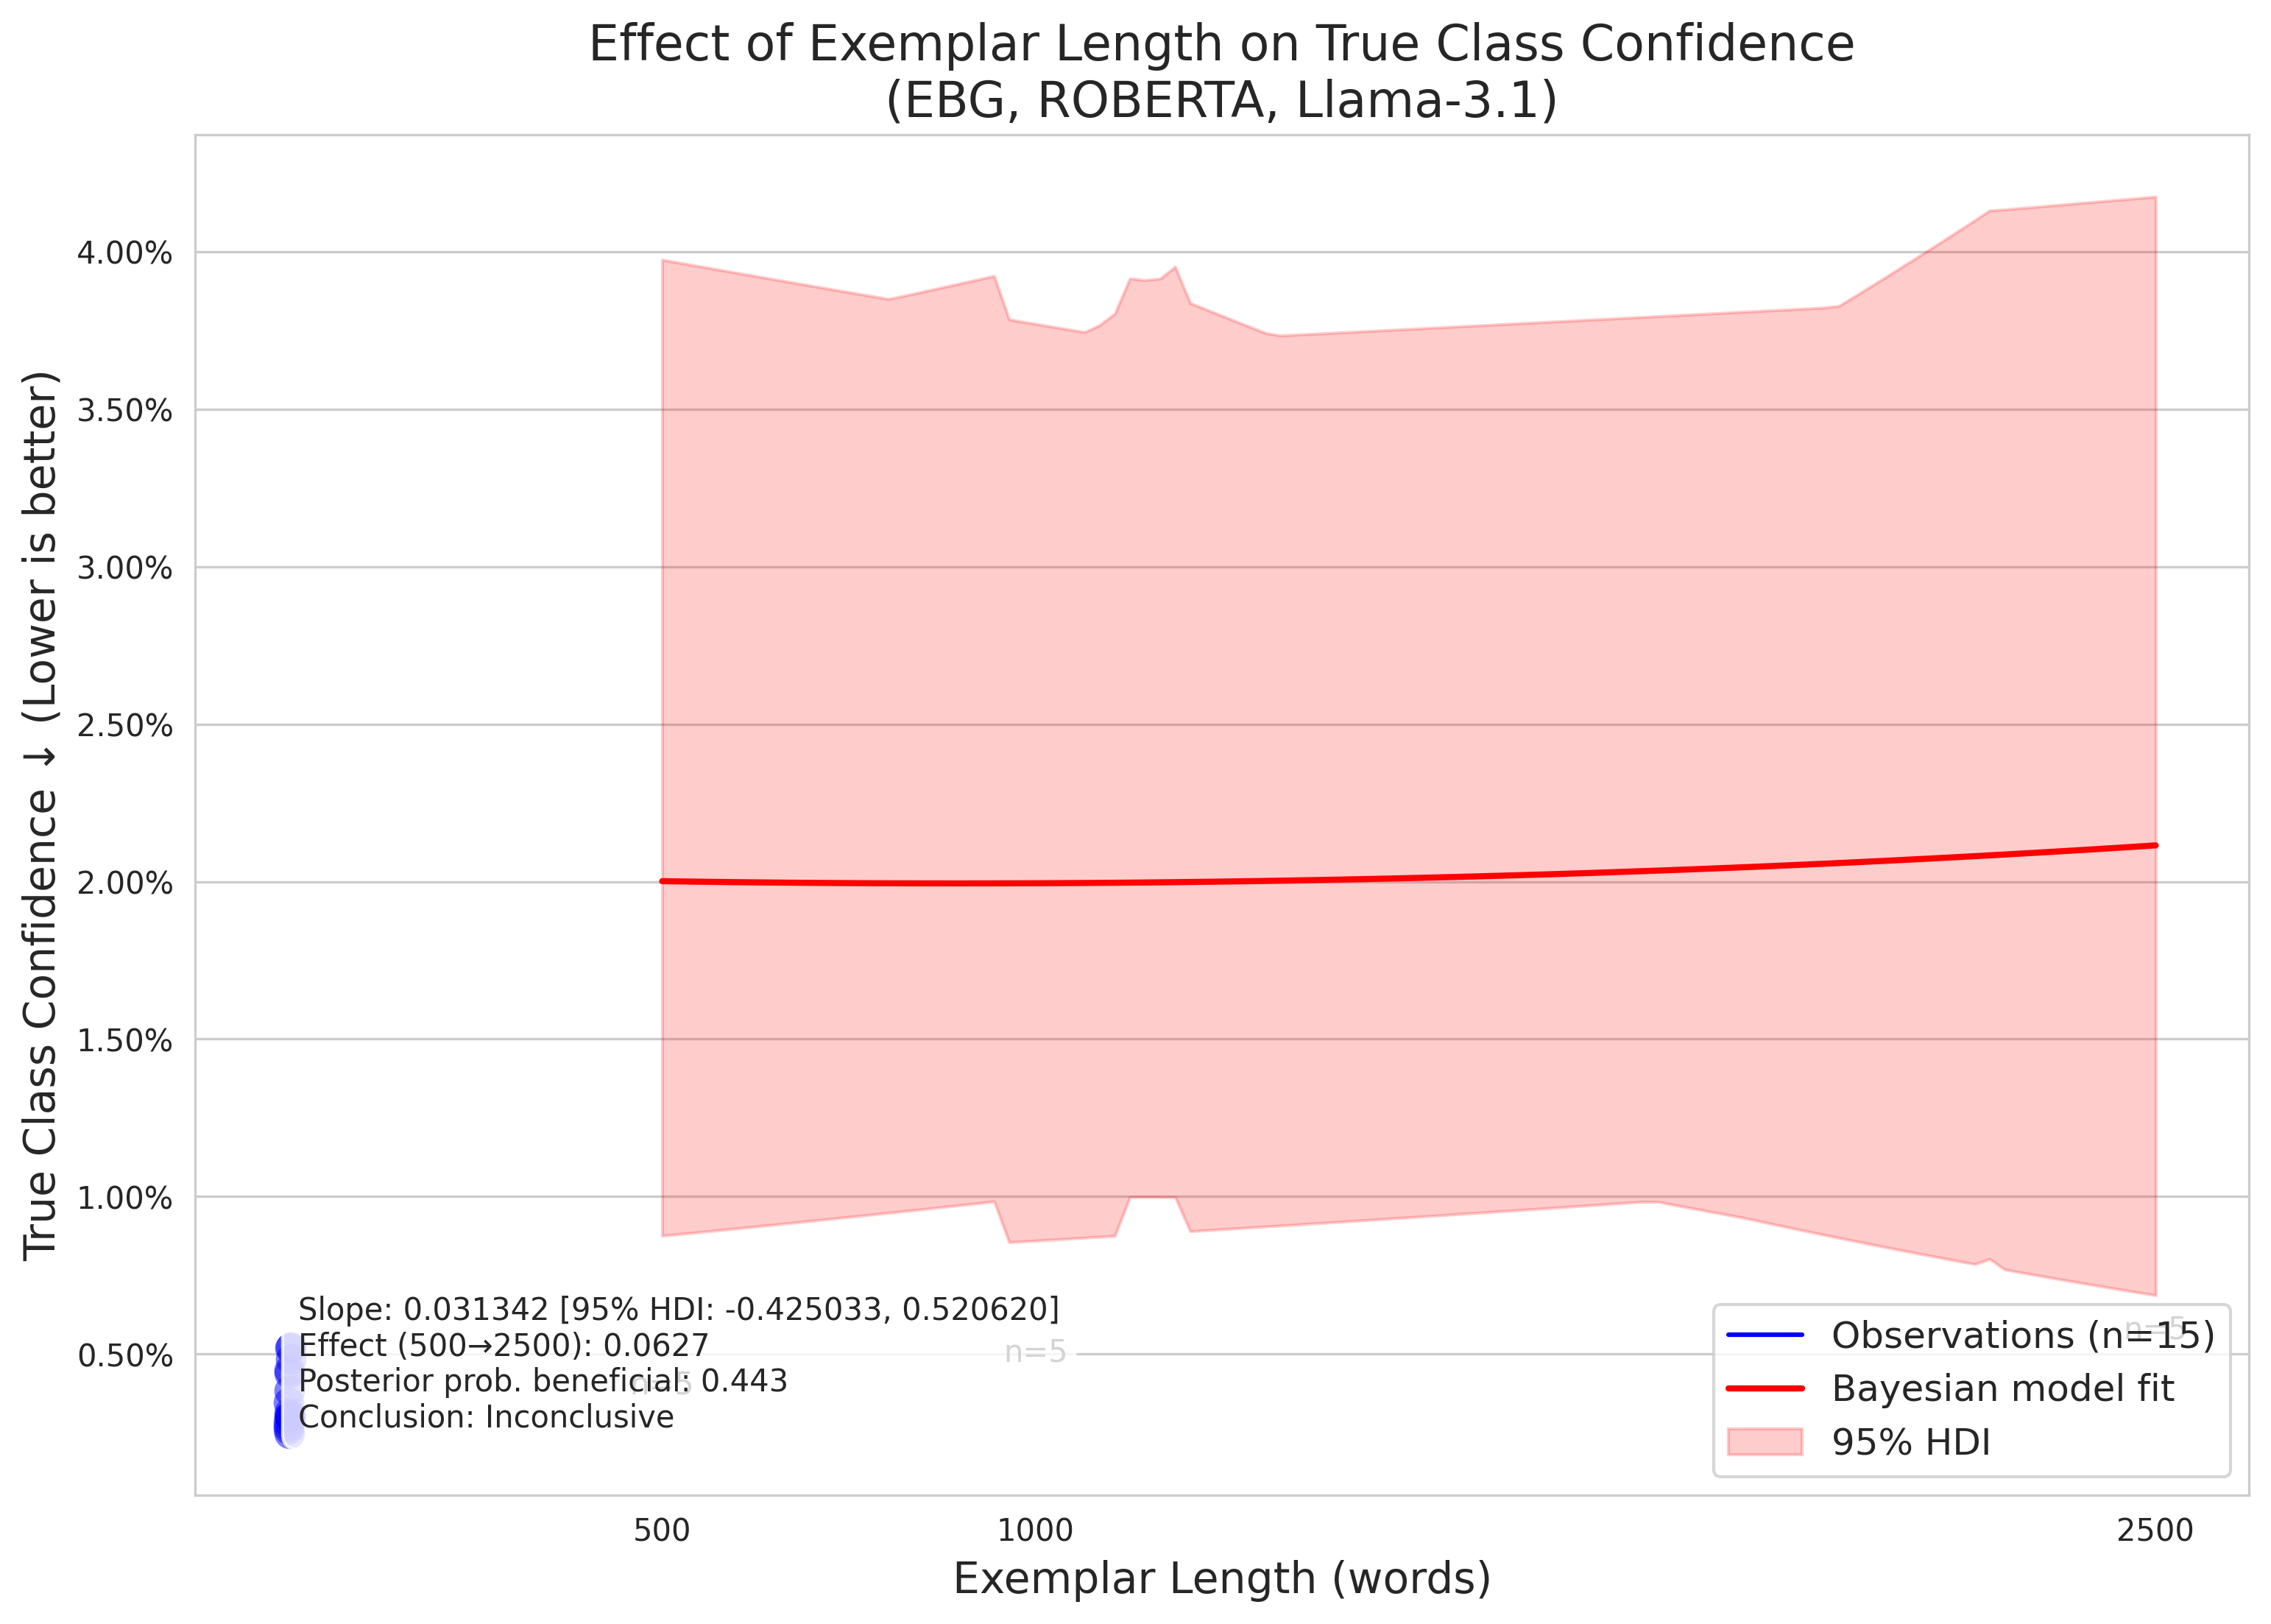 Effect of Exemplar Length on True Class Confidence
(EBG, ROBERTA, Llama-3.1)
True Class Confidence ↓ (Lower is better)
4.00%
3.50%
3.00%
2.50%
2.00%
1.50%
1.00%
0.50%
Slope: 0.031342 [95% HDI: -0.425033, 0.520620]
Effect (500→2500): 0.0627
Posterior prob. beneficial: 0.443
Conclusion: Inconclusive
n=5
n=5
n=5
Observations (n=15)
Bayesian model fit
95% HDI
500
1000
2500
Exemplar Length (words)